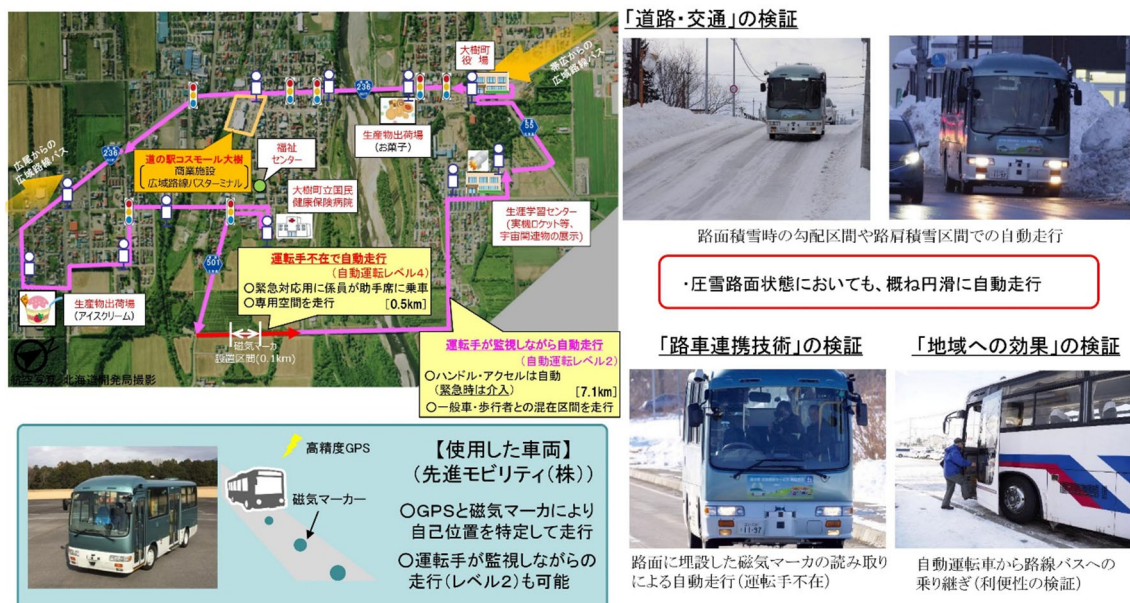 大樹町
役場
帯広からの
広域路線バス
236
生産物出荷場
(お菓子)
55
広尾からの
広域路線バス
236
道の駅コスモール大樹
商業施設
広域路線バスターミナル
福祉
センター
大樹町立国民
健康保険病院
生涯学習センター
(実機ロケット等、
宇宙関連物の展示)
501
運転手不在で自動走行
(自動運転レベル4)
○緊急対応用に係員が助手席に乗車
○専用空間を走行 [0.5km]
生産物出荷場
(アイスクリーム)
磁気マーカ
設置区間(0.1km)
運転手が監視しながら自動走行
(自動運転レベル2)
○ハンドル・アクセルは自動
(緊急時は介入) [7.1km]
○一般車・歩行者との混在区間を走行
航空写真:北海道開発局撮影
高精度GPS
磁気マーカー
【使用した車両】
(先進モビリティ(株))
○GPSと磁気マーカにより
自己位置を特定して走行
○運転手が監視しながらの
走行(レベル2)も可能
「道路・交通」の検証
路面積雪時の勾配区間や路肩積雪区間での自動走行
・圧雪路面状態においても、概ね円滑に自動走行
「路車連携技術」の検証
11-97
路面に埋設した磁気マーカの読み取り
による自動走行(運転手不在)
「地域への効果」の検証
自動運転車から路線バスへの
乗り継ぎ(利便性の検証)